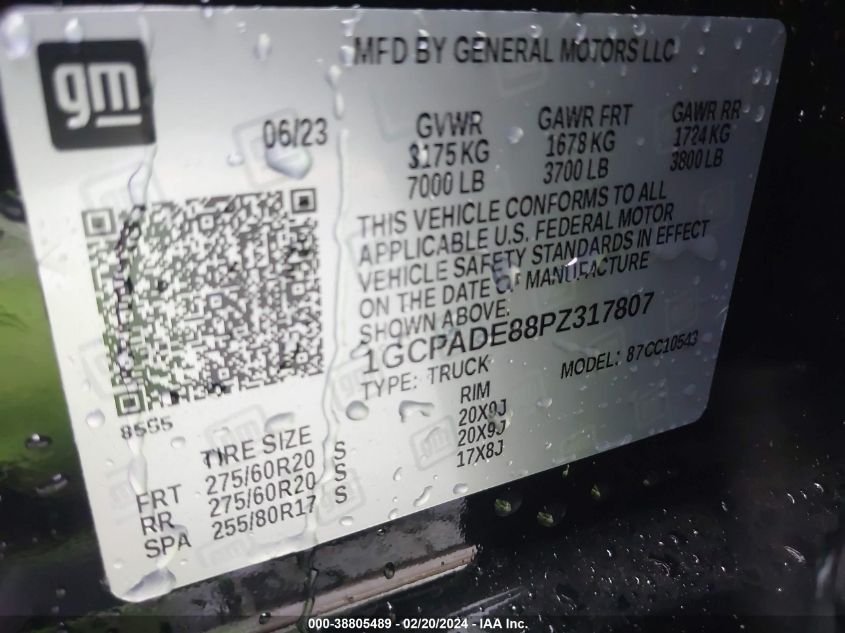 gm
MFD BY GENERAL MOTORS LLC
06/23
GVWR GAWR FRT GAWR RR
3175 KG 1678 KG 1724 KG
7000 LB 3700 LB 3800 LB
THIS VEHICLE CONFORMS TO ALL
APPLICABLE U.S. FEDERAL MOTOR
VEHICLE SAFETY STANDARDS IN EFFECT
ON THE DATE OF MANUFACTURE
SHOWN ABOVE.
1GCPADE88PZ317807
TYPE: TRUCK MODEL: 87CC10543
85S5
TIRE SIZE RIM
FRT 275/60R20 S 20X9J
RR 275/60R20 S 20X9J
SPA 255/80R17 S 17X8J
000-38805489 - 02/20/2024 - IAA Inc.